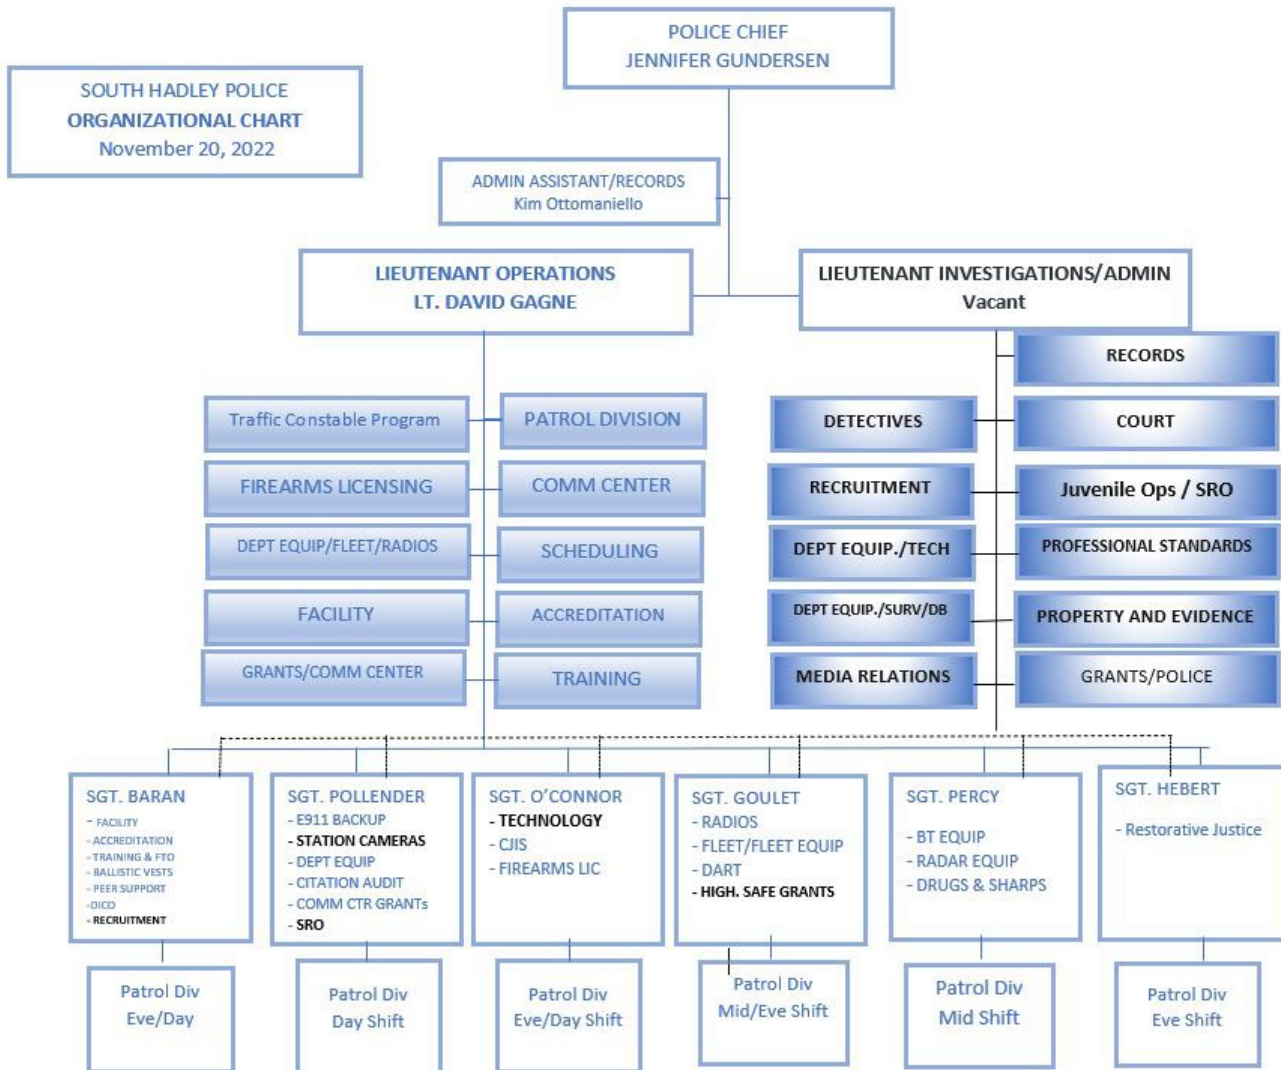 POLICE CHIEF
JENNIFER GUNDERSEN
SOUTH HADLEY POLICE
ORGANIZATIONAL CHART
November 20, 2022
ADMIN ASSISTANT/RECORDS
Kim Ottomaniello
LIEUTENANT OPERATIONS
LT. DAVID GAGNE
LIEUTENANT INVESTIGATIONS/ADMIN
Vacant
Traffic Constable Program
PATROL DIVISION
FIREARMS LICENSING
COMM CENTER
DEPT EQUIP/FLEET/RADIOS
SCHEDULING
FACILITY
ACCREDITATION
GRANTS/COMM CENTER
TRAINING
RECORDS
DETECTIVES
COURT
RECRUITMENT
Juvenile Ops / SRO
DEPT EQUIP./TECH
PROFESSIONAL STANDARDS
DEPT EQUIP./SURV/DB
PROPERTY AND EVIDENCE
MEDIA RELATIONS
GRANTS/POLICE
SGT. BARAN
- FACILITY
- ACCREDITATION
- TRAINING & FTO
- BALLISTIC VESTS
- PEER SUPPORT
-DICO
- RECRUITMENT
SGT. POLLENDER
- E911 BACKUP
- STATION CAMERAS
- DEPT EQUIP
- CITATION AUDIT
- COMM CTR GRANTs
- SRO
SGT. O'CONNOR
- TECHNOLOGY
- CJIS
- FIREARMS LIC
SGT. GOULET
- RADIOS
- FLEET/FLEET EQUIP
- DART
- HIGH. SAFE GRANTS
SGT. PERCY
- BT EQUIP
- RADAR EQUIP
- DRUGS & SHARPS
SGT. HEBERT
- Restorative Justice
Patrol Div
Eve/Day
Patrol Div
Day Shift
Patrol Div
Eve/Day Shift
Patrol Div
Mid/Eve Shift
Patrol Div
Mid Shift
Patrol Div
Eve Shift